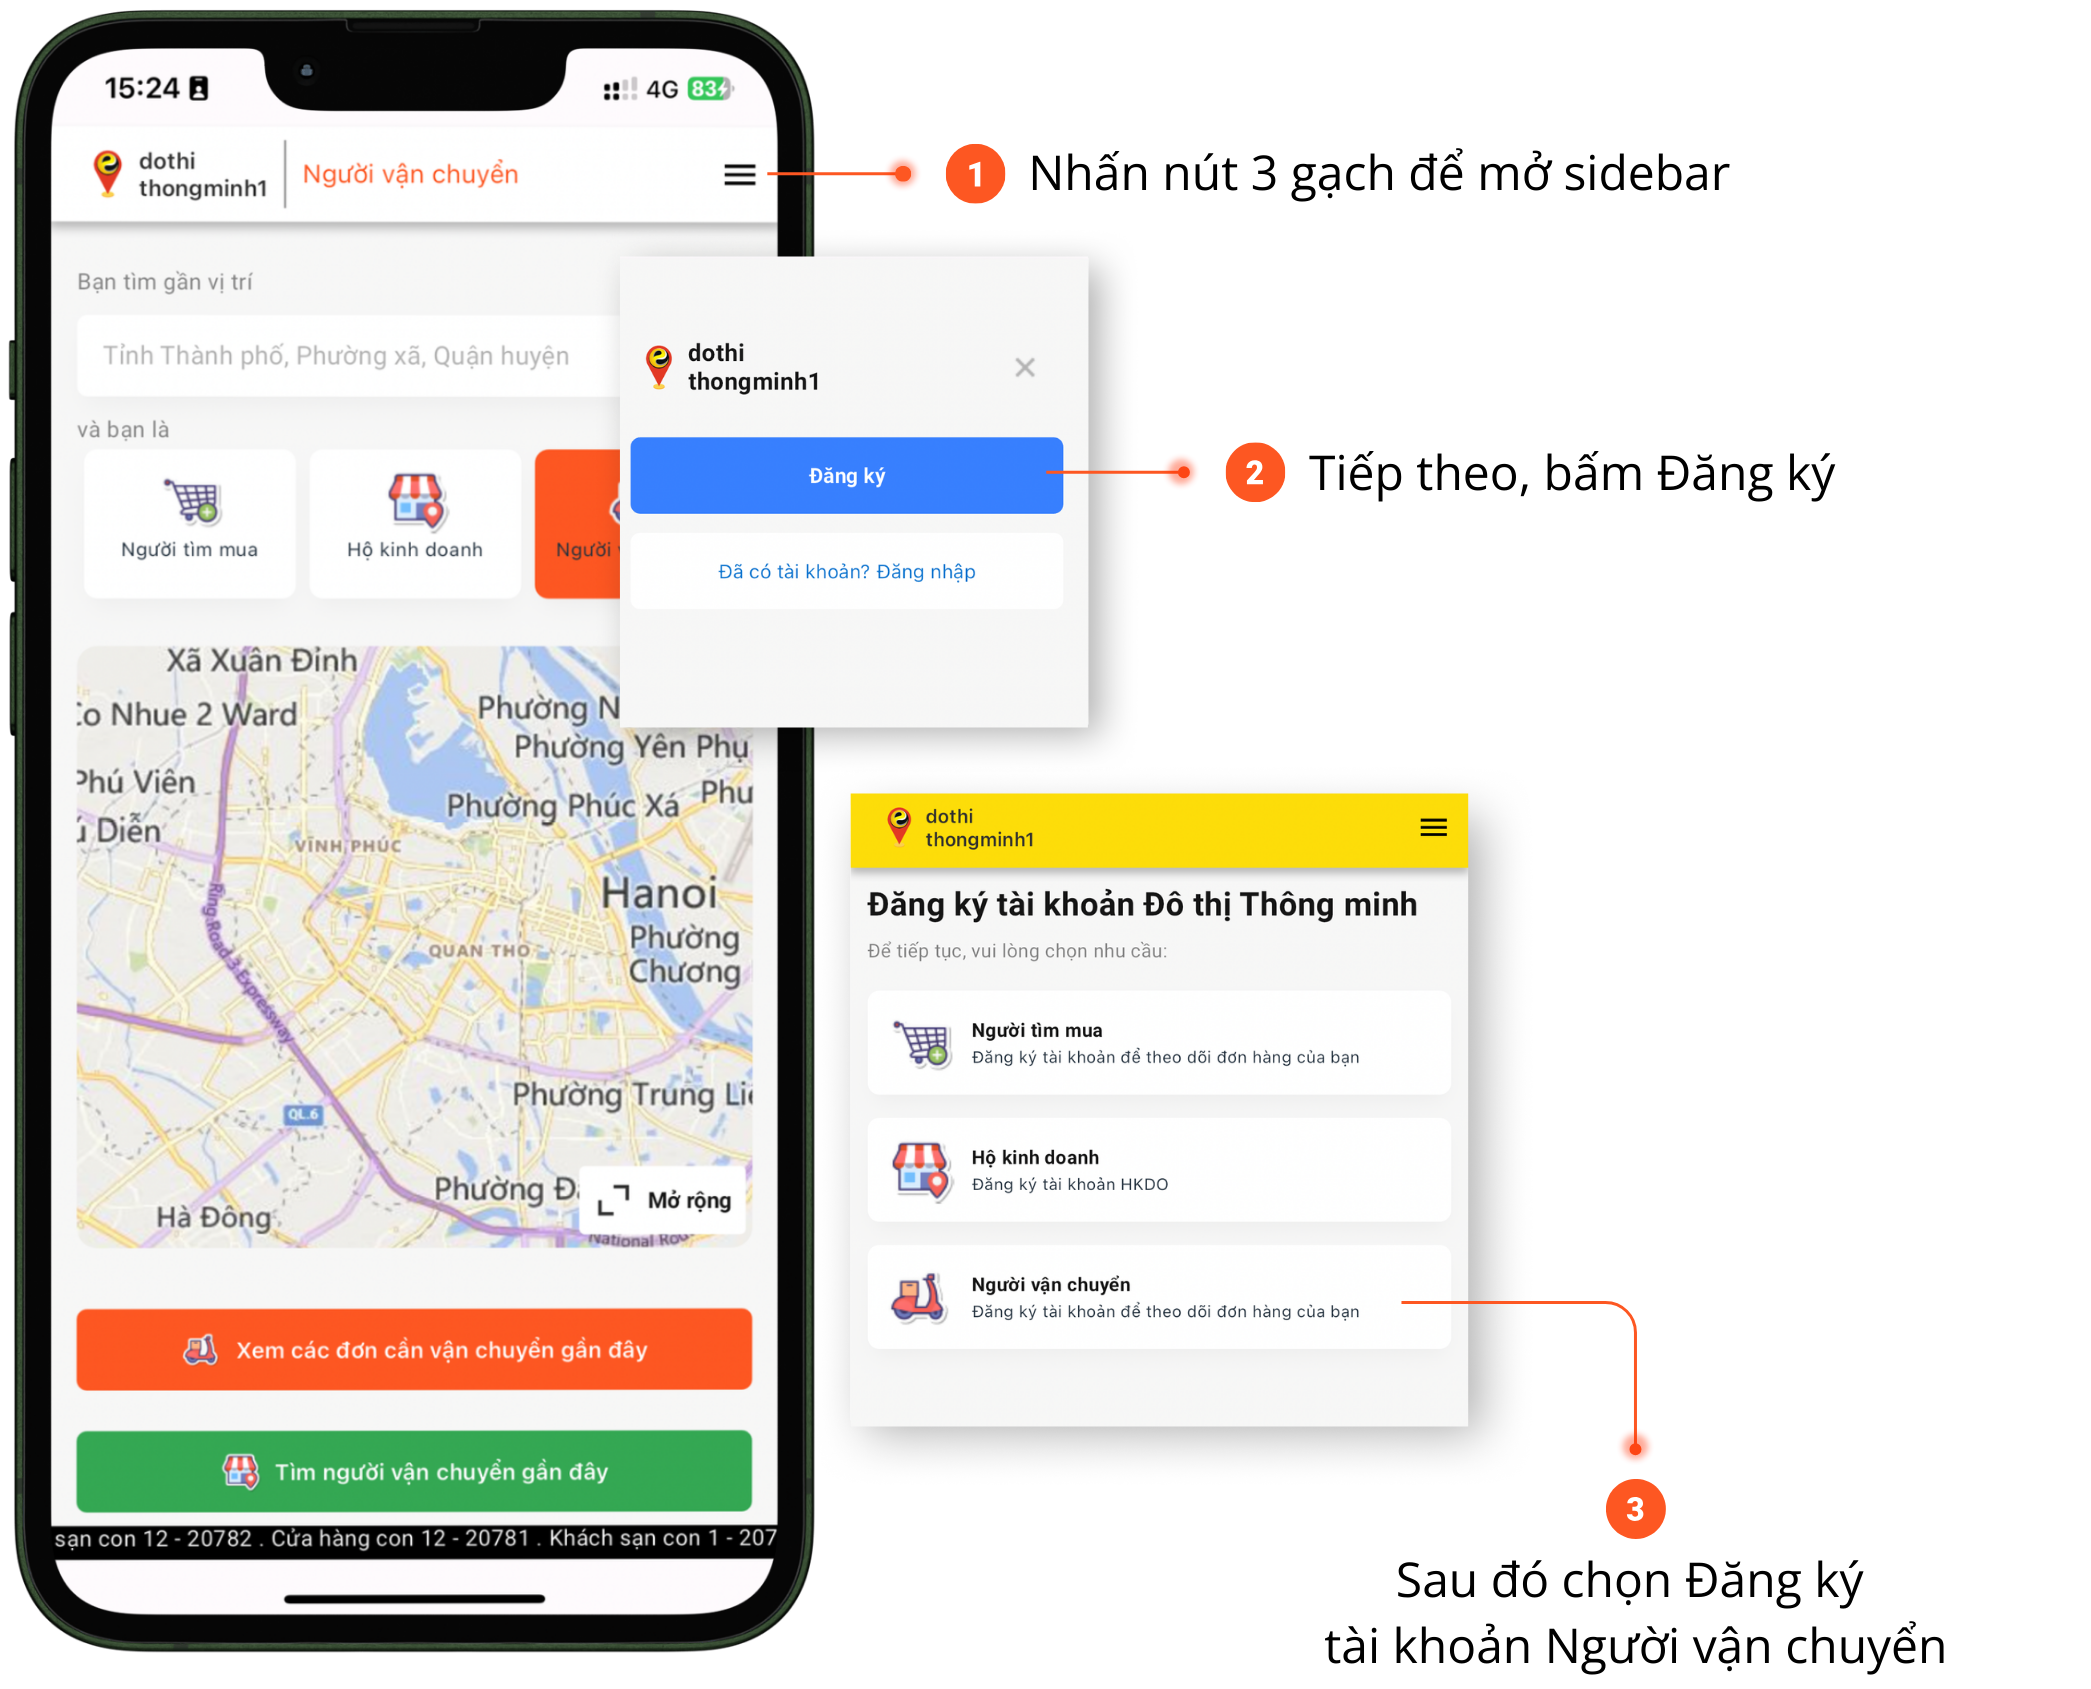 15:24
4G 83
dothi
thongminh1
Người vận chuyển
1 Nhấn nút 3 gạch để mở sidebar
Bạn tìm gần vị trí
Tỉnh Thành phố, Phường xã, Quận huyện
và bạn là
Người tìm mua
Hộ kinh doanh
Người
dothi
thongminh1
Đăng ký
2 Tiếp theo, bấm Đăng ký
Đã có tài khoản? Đăng nhập
Xã Xuân Đỉnh
Nhue 2 Ward
Phường N
Phường Yên Phụ
Phú Viên
Phường Phúc Xá
Phu
Diễn
VĨNH PHÚC
Hanoi
Phường
Chương
QUAN THO
Ring Road 3 Expressway
Phường Trung Li
QL.6
Phường Đ
Hà Đông
National
Mở rộng
Xem các đơn cần vận chuyển gần đây
Tìm người vận chuyển gần đây
sạn con 12 - 20782 . Cửa hàng con 12 - 20781 . Khách sạn con 1 - 207
dothi
thongminh1
Đăng ký tài khoản Đô thị Thông minh
Để tiếp tục, vui lòng chọn nhu cầu:
Người tìm mua
Đăng ký tài khoản để theo dõi đơn hàng của bạn
Hộ kinh doanh
Đăng ký tài khoản HKDO
Người vận chuyển
Đăng ký tài khoản để theo dõi đơn hàng của bạn
3
Sau đó chọn Đăng ký
tài khoản Người vận chuyển